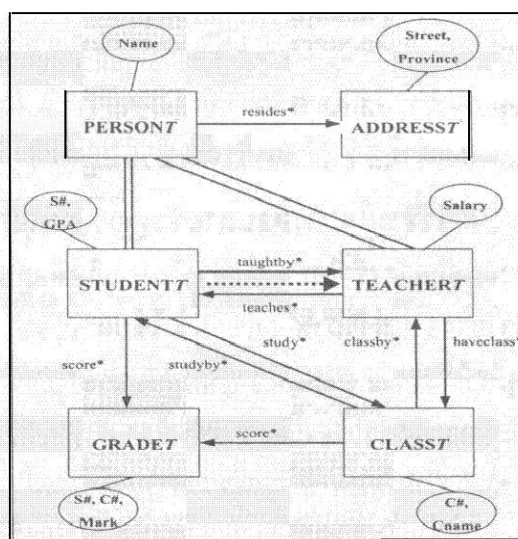 Name
Street,
Province
PERSONT
resides*
ADDRESST
S#,
GPA
Salary
STUDENTT
taughtby*
teaches*
TEACHERT
study*
classby*
haveclass*
score*
studyby*
GRADET
score*
CLASST
S#, C#,
Mark
C#,
Cname